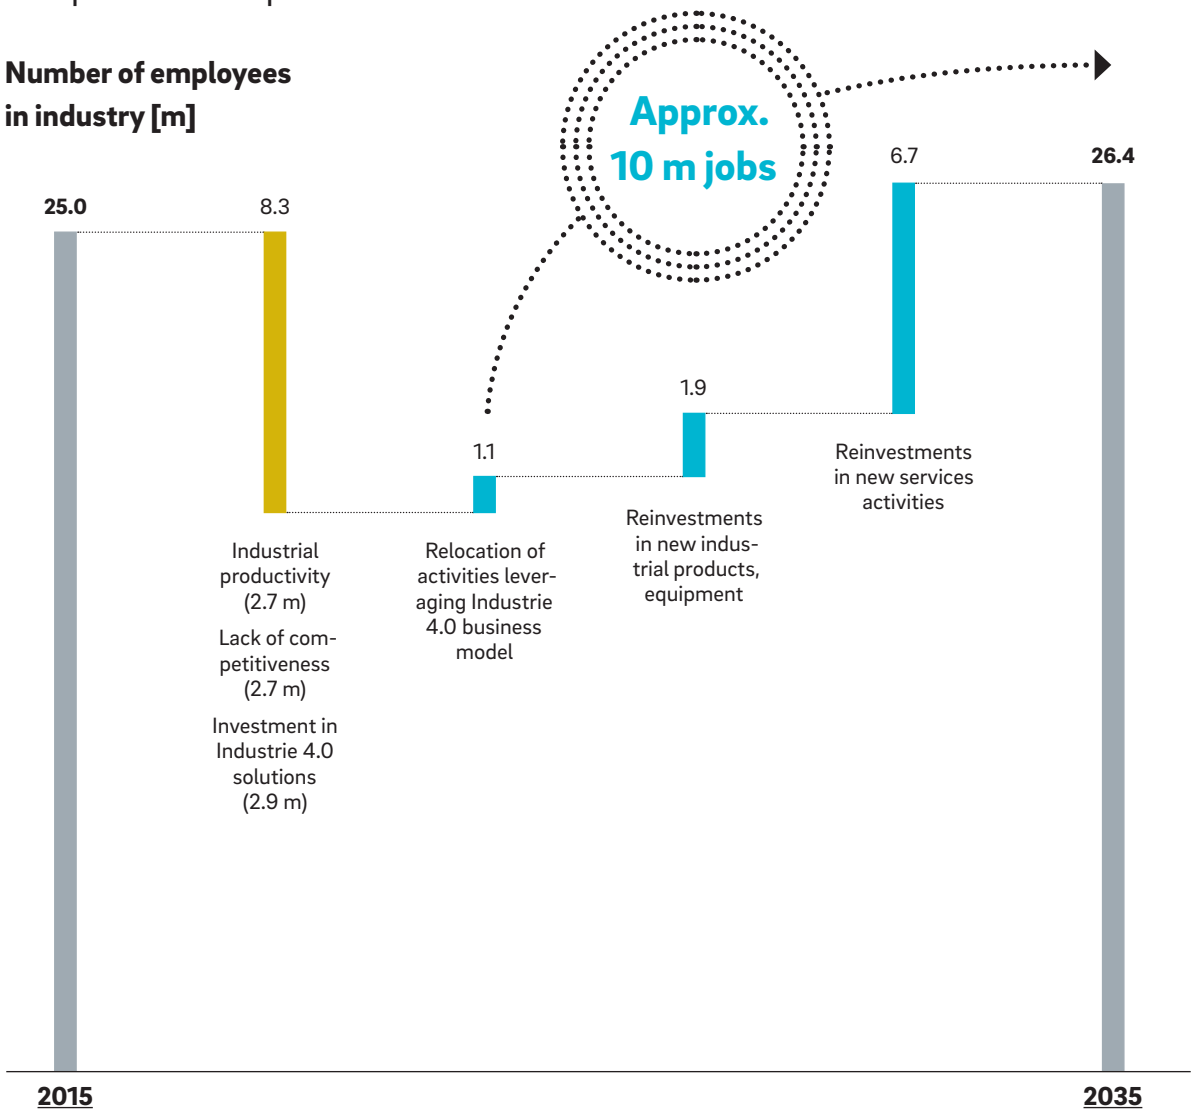 Number of employees
in industry [m]
Approx.
10 m jobs
25.0
8.3
1.1
1.9
6.7
26.4
Industrial
productivity
(2.7 m)
Lack of com-
petitiveness
(2.7 m)
Investment in
Industrie 4.0
solutions
(2.9 m)
Relocation of
activities lever-
aging Industrie
4.0 business
model
Reinvestments
in new indus-
trial products,
equipment
Reinvestments
in new services
activities
2015
2035